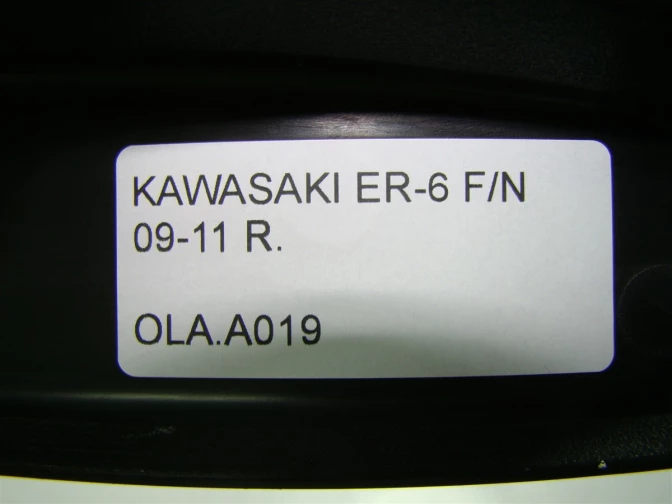 KAWASAKI ER-6 F/N
09-11 R.
OLA.A019